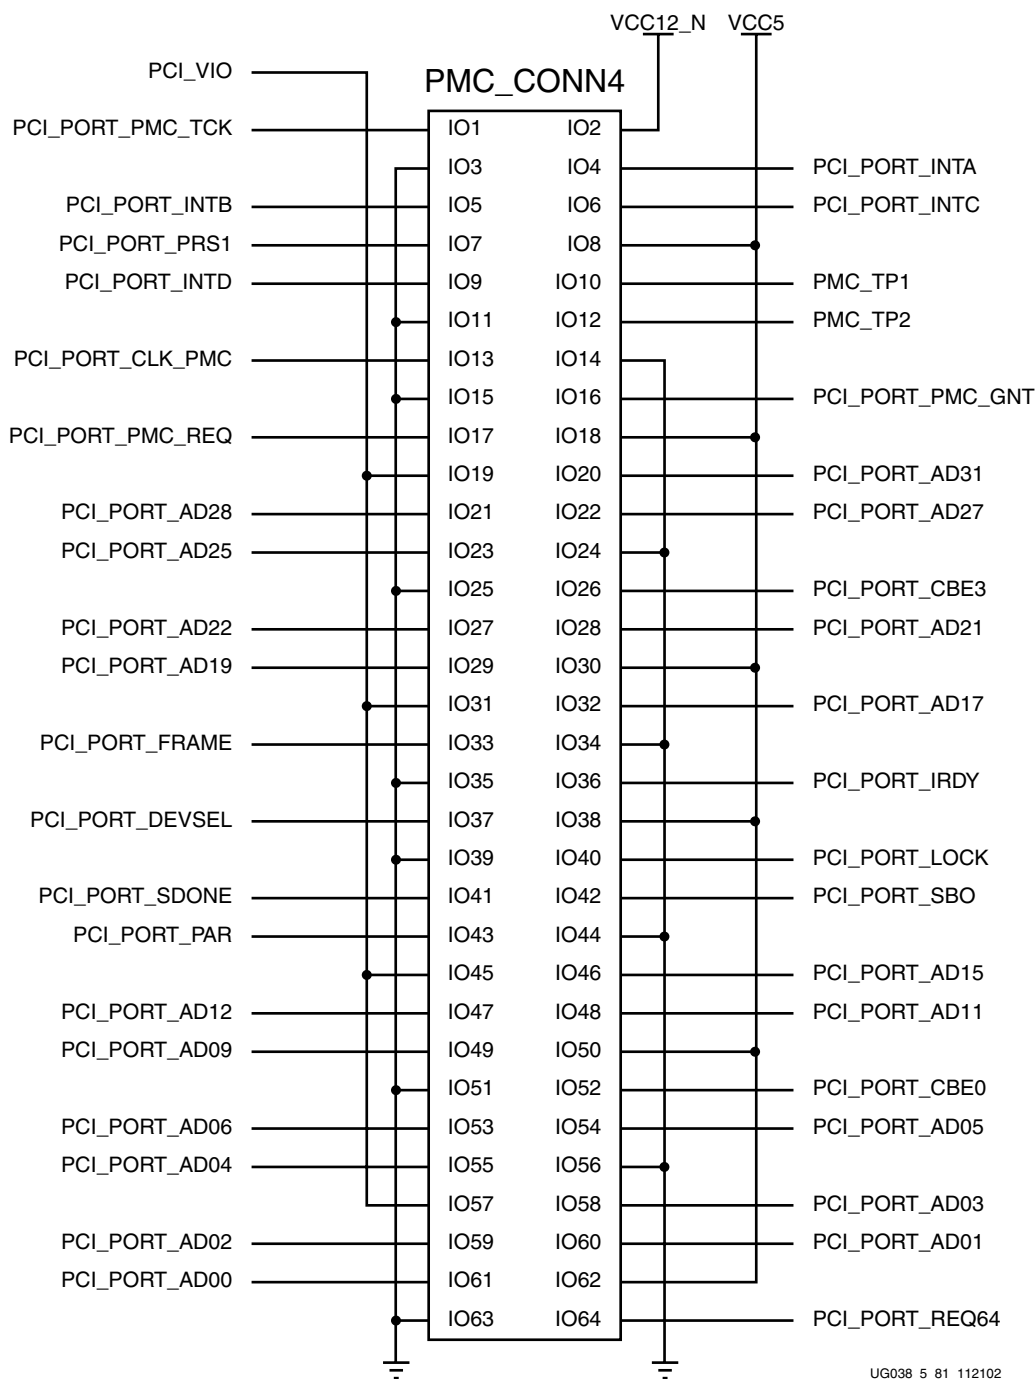 VCC12_N VCC5
PCI_VIO
PMC_CONN4
PCI_PORT_PMC_TCK IO1 IO2
IO3 IO4 PCI_PORT_INTA
PCI_PORT_INTB IO5 IO6 PCI_PORT_INTC
PCI_PORT_PRS1 IO7 IO8
PCI_PORT_INTD IO9 IO10 PMC_TP1
IO11 IO12 PMC_TP2
PCI_PORT_CLK_PMC IO13 IO14
IO15 IO16 PCI_PORT_PMC_GNT
PCI_PORT_PMC_REQ IO17 IO18
IO19 IO20 PCI_PORT_AD31
PCI_PORT_AD28 IO21 IO22 PCI_PORT_AD27
PCI_PORT_AD25 IO23 IO24
IO25 IO26 PCI_PORT_CBE3
PCI_PORT_AD22 IO27 IO28 PCI_PORT_AD21
PCI_PORT_AD19 IO29 IO30
IO31 IO32 PCI_PORT_AD17
PCI_PORT_FRAME IO33 IO34
IO35 IO36 PCI_PORT_IRDY
PCI_PORT_DEVSEL IO37 IO38
IO39 IO40 PCI_PORT_LOCK
PCI_PORT_SDONE IO41 IO42 PCI_PORT_SBO
PCI_PORT_PAR IO43 IO44
IO45 IO46 PCI_PORT_AD15
PCI_PORT_AD12 IO47 IO48 PCI_PORT_AD11
PCI_PORT_AD09 IO49 IO50
IO51 IO52 PCI_PORT_CBE0
PCI_PORT_AD06 IO53 IO54 PCI_PORT_AD05
PCI_PORT_AD04 IO55 IO56
IO57 IO58 PCI_PORT_AD03
PCI_PORT_AD02 IO59 IO60 PCI_PORT_AD01
PCI_PORT_AD00 IO61 IO62
IO63 IO64 PCI_PORT_REQ64
UG038_5_81_112102